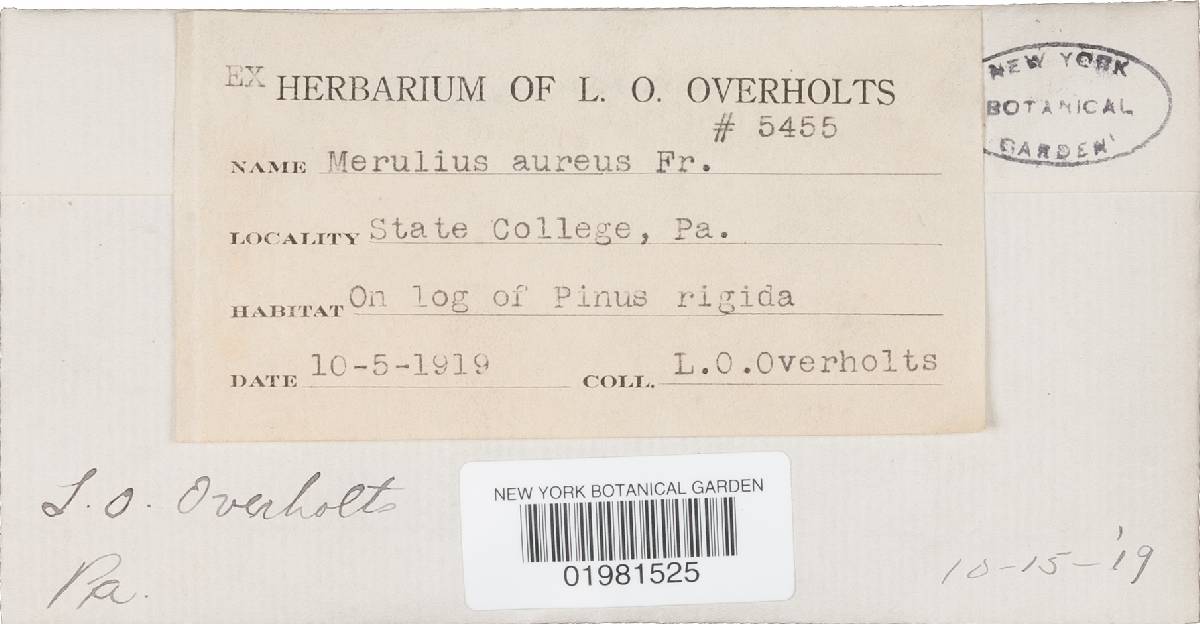 EX HERBARIUM OF L. O. OVERHOLTS
# 5455
NAME Merulius aureus Fr.
LOCALITY State College, Pa.
HABITAT On log of Pinus rigida
DATE 10-5-1919 COLL. L.O.Overholts
NEW YORK
BOTANICAL
GARDEN
L. O. Overholts
Pa.
NEW YORK BOTANICAL GARDEN
01981525
10-15-'19